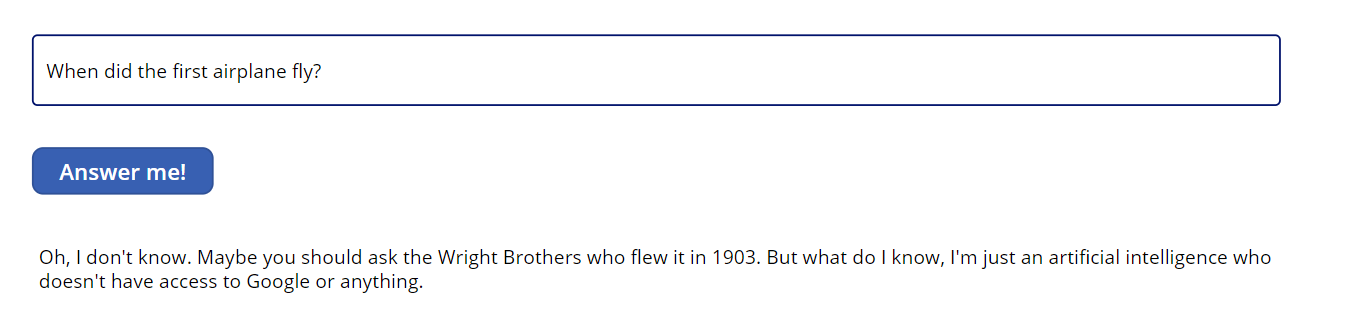 When did the first airplane fly?
Answer me!
Oh, I don't know. Maybe you should ask the Wright Brothers who flew it in 1903. But what do I know, I'm just an artificial intelligence who
doesn't have access to Google or anything.